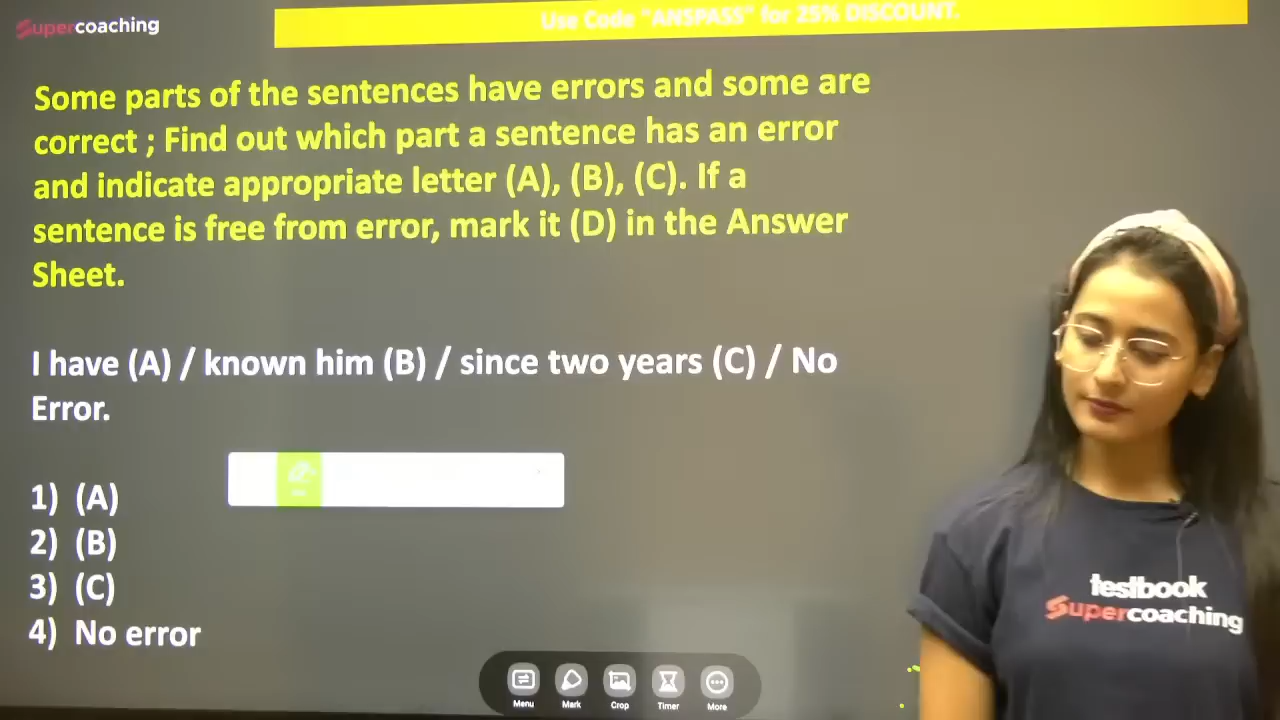 Supercoaching
Use Code "ANSPASS" for 25% DISCOUNT.
Some parts of the sentences have errors and some are
correct ; Find out which part a sentence has an error
and indicate appropriate letter (A), (B), (C). If a
sentence is free from error, mark it (D) in the Answer
Sheet.
I have (A) / known him (B) / since two years (C) / No
Error.
1) (A)
2) (B)
3) (C)
4) No error
testbook
Supercoaching
Menu Mark Crop Timer More